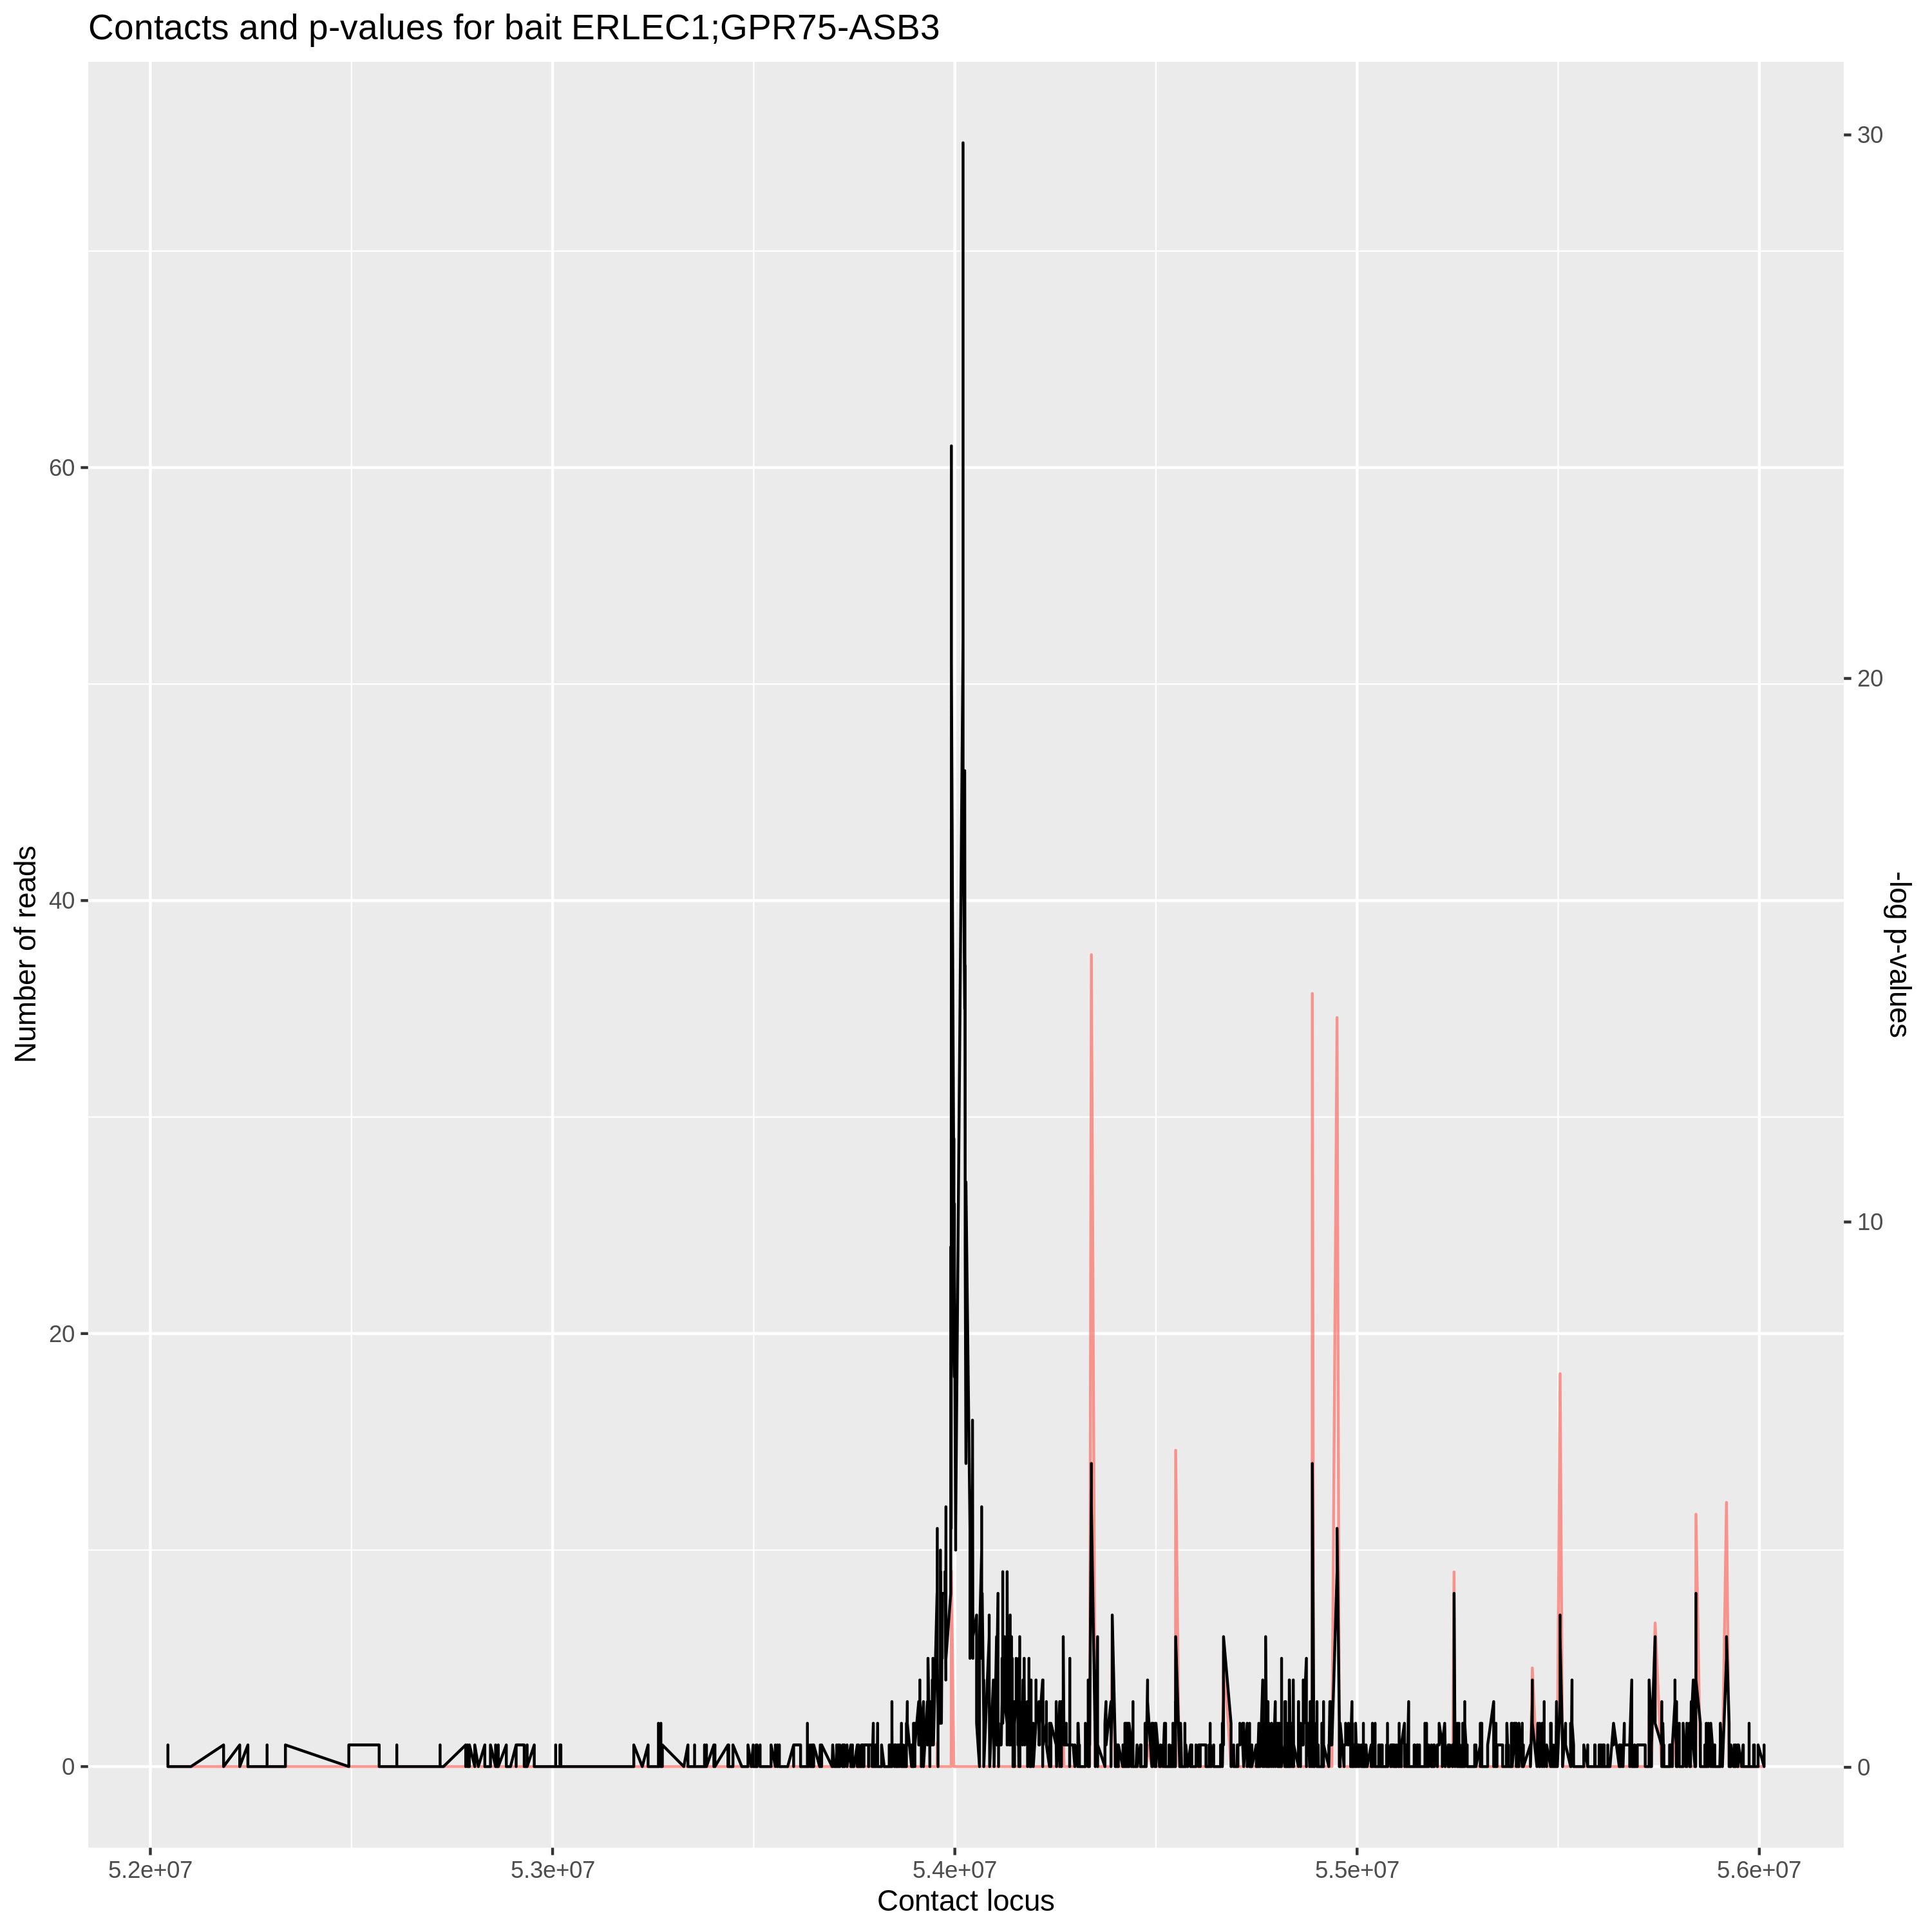 Contacts and p-values for bait ERLEC1;GPR75-ASB3
30
60
20
40
Number of reads
-log p-values
10
20
0
0
5.2e+07
5.3e+07
5.4e+07
5.5e+07
5.6e+07
Contact locus